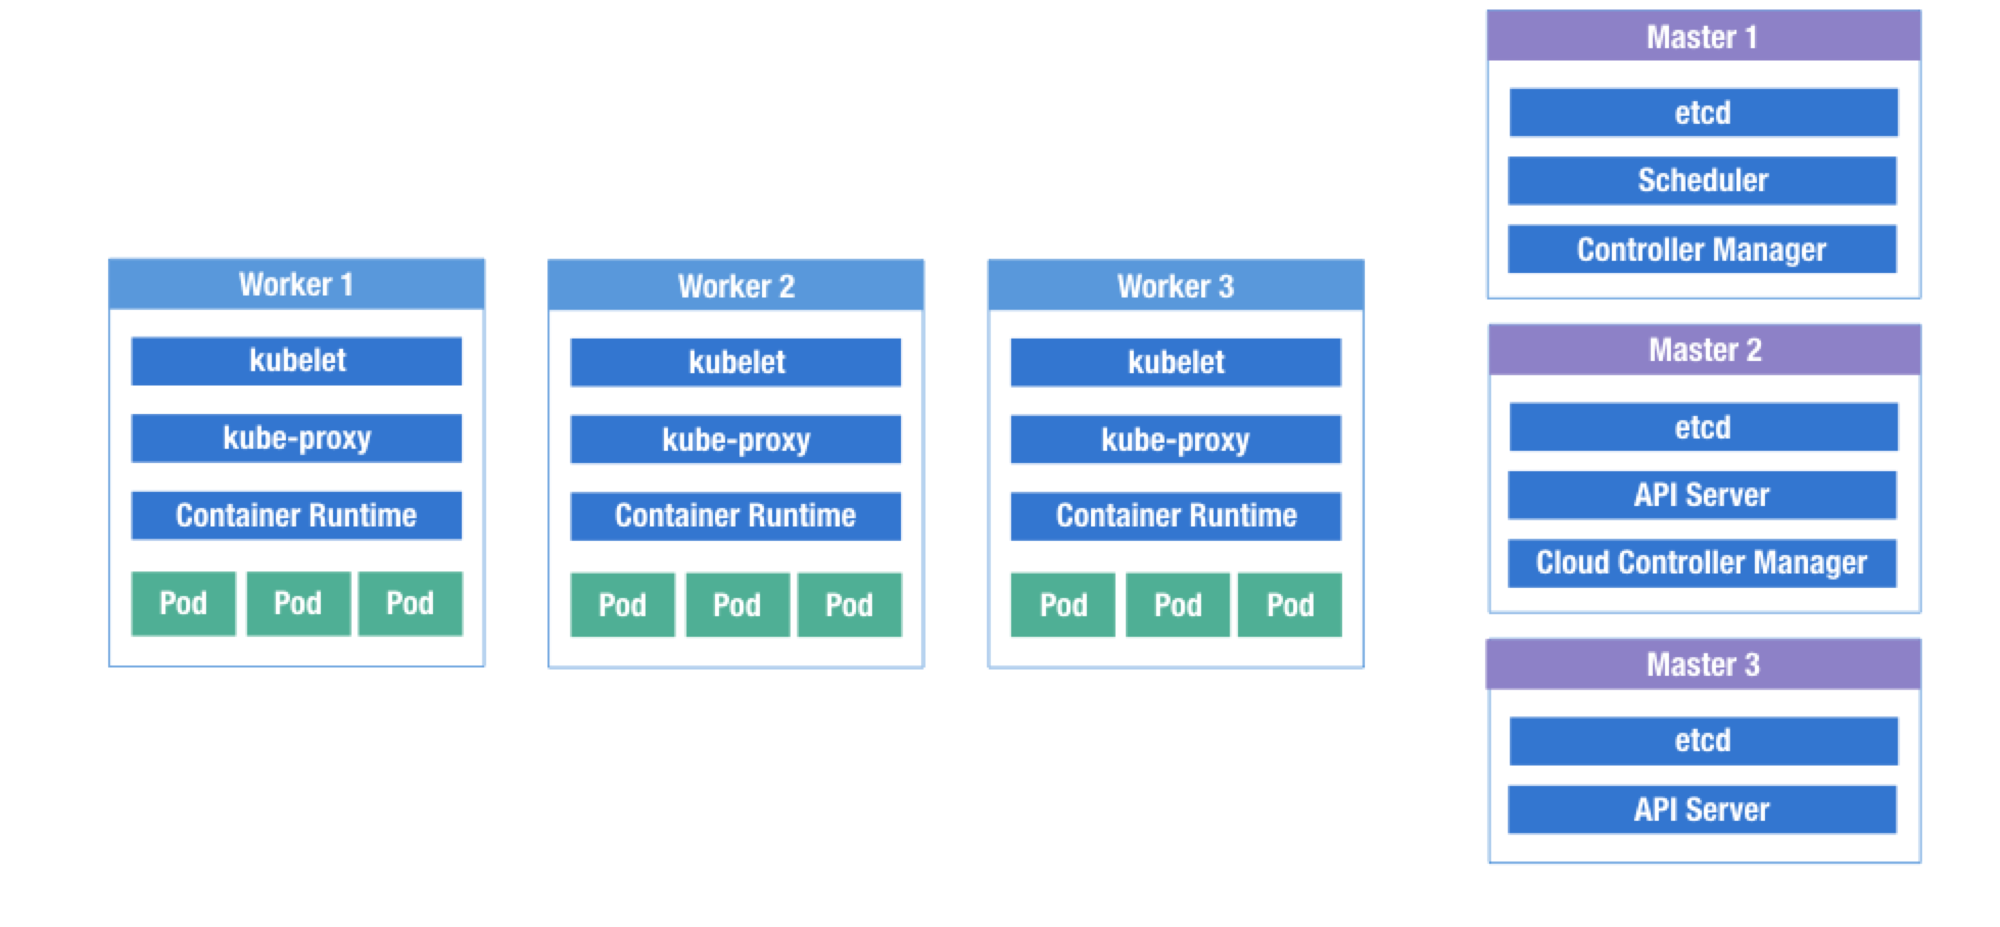 Worker 1
kubelet
kube-proxy
Container Runtime
Pod Pod Pod
Worker 2
kubelet
kube-proxy
Container Runtime
Pod Pod Pod
Worker 3
kubelet
kube-proxy
Container Runtime
Pod Pod Pod
Master 1
etcd
Scheduler
Controller Manager
Master 2
etcd
API Server
Cloud Controller Manager
Master 3
etcd
API Server